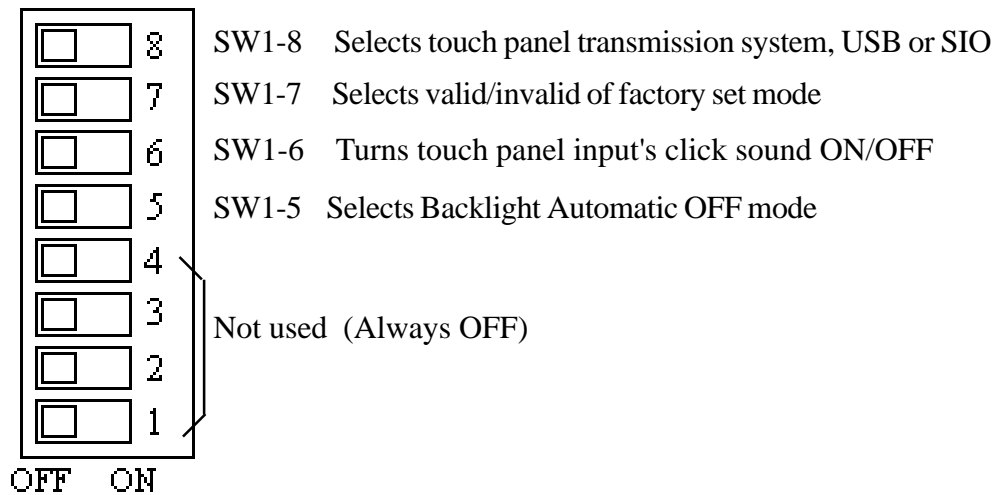 8 SW1-8 Selects touch panel transmission system, USB or SIO
7 SW1-7 Selects valid/invalid of factory set mode
6 SW1-6 Turns touch panel input's click sound ON/OFF
5 SW1-5 Selects Backlight Automatic OFF mode
4
3 Not used (Always OFF)
2
1
OFF ON